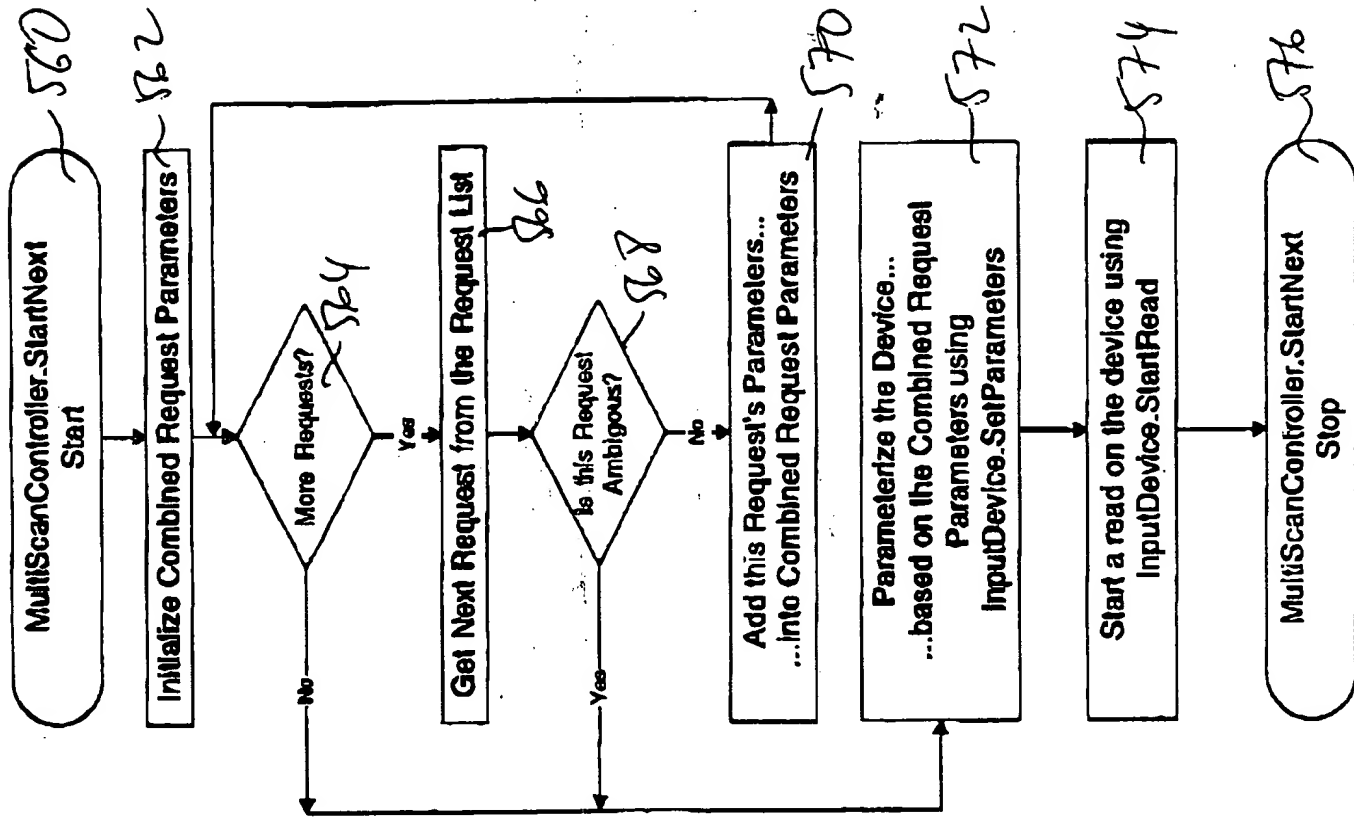 MultiScanController.StartNext
Start
560
Initialize Combined Request Parameters
562
More Requests?
564
No
Yes
Get Next Request from the Request List
566
Is this Request
Ambigous?
568
Yes
No
Add this Request's Parameters...
...into Combined Request Parameters
570
Parameterize the Device...
...based on the Combined Request
Parameters using
InputDevice.SetParameters
572
Start a read on the device using
InputDevice.StartRead
574
MultiScanController.StartNext
Stop
576